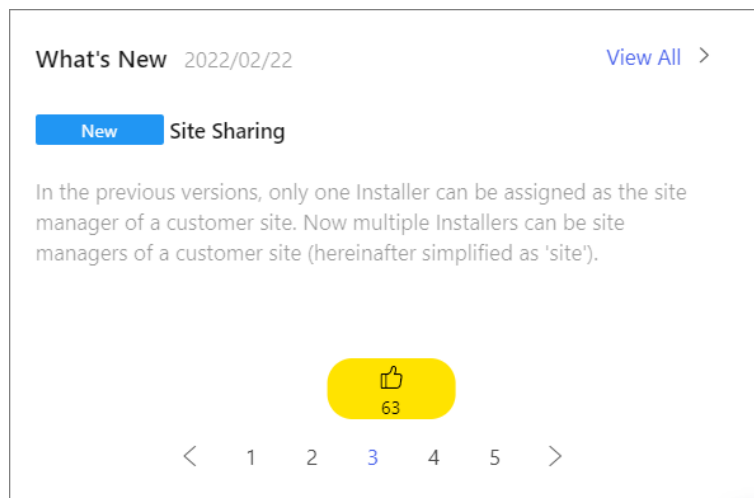 What's New 2022/02/22 View All >
New Site Sharing
In the previous versions, only one Installer can be assigned as the site
manager of a customer site. Now multiple Installers can be site
managers of a customer site (hereinafter simplified as 'site').
63
< 1 2 3 4 5 >